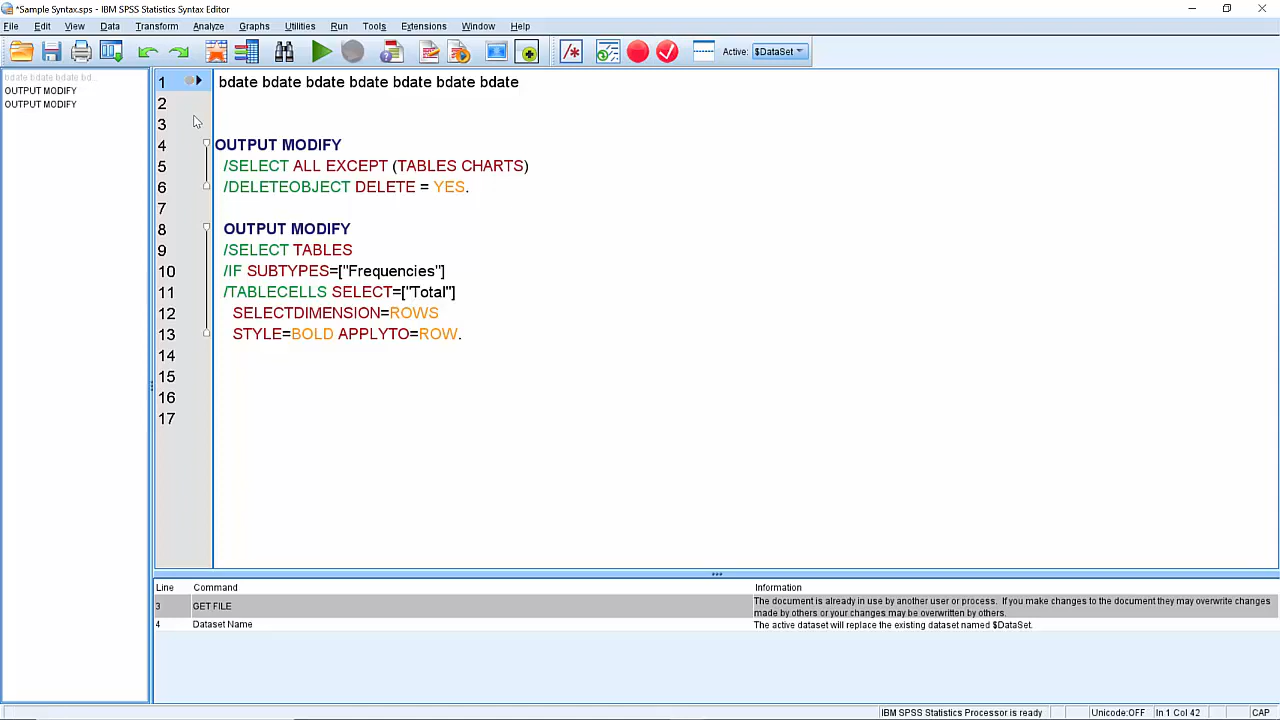 *Sample Syntax.sps - IBM SPSS Statistics Syntax Editor
File Edit View Data Transform Analyze Graphs Utilities Run Tools Extensions Window Help
Active: $DataSet
bdate bdate bdate bdate bd...
OUTPUT MODIFY
OUTPUT MODIFY
1 bdate bdate bdate bdate bdate bdate bdate
2
3
4 OUTPUT MODIFY
5 /SELECT ALL EXCEPT (TABLES CHARTS)
6 /DELETEOBJECT DELETE = YES.
7
8 OUTPUT MODIFY
9 /SELECT TABLES
10 /IF SUBTYPES=["Frequencies"]
11 /TABLECELLS SELECT=["Total"]
12 SELECTDIMENSION=ROWS
13 STYLE=BOLD APPLYTO=ROW.
14
15
16
17
Line Command Information
3 GET FILE The document is already in use by another user or process. If you make changes to the document they may overwrite changes
made by others or your changes may be overwritten by others.
4 Dataset Name The active dataset will replace the existing dataset named $DataSet.
IBM SPSS Statistics Processor is ready Unicode:OFF In 1 Col 42 CAP